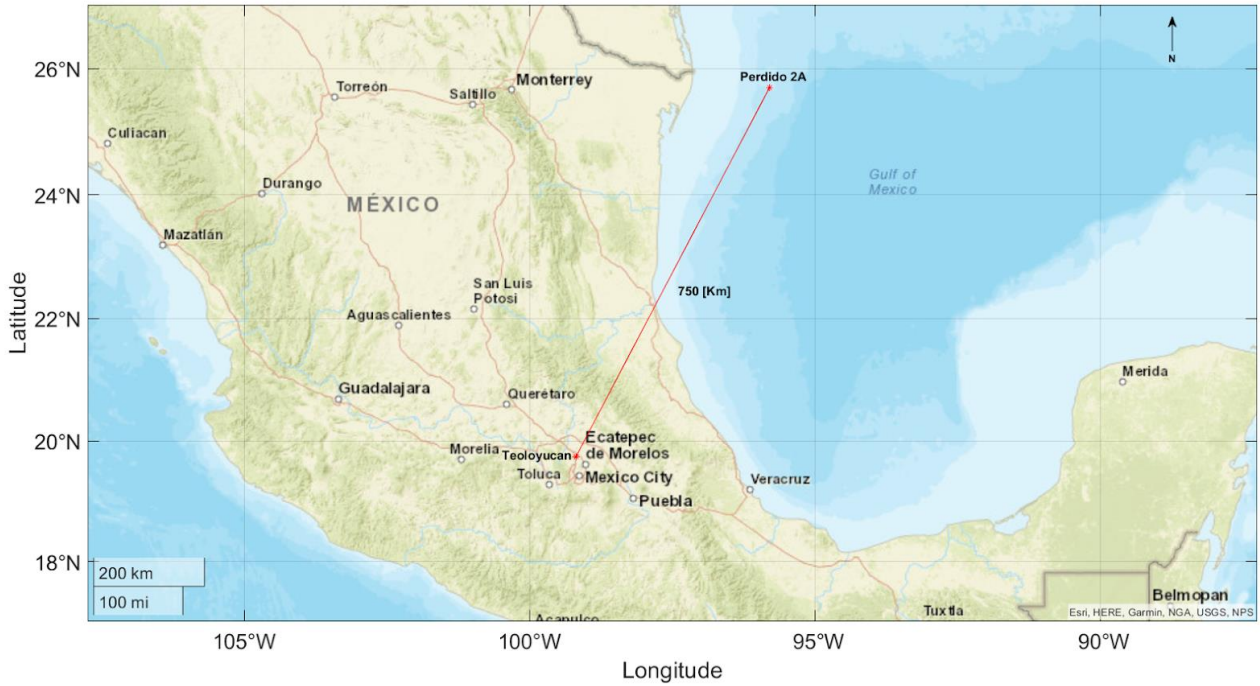 26°N
24°N
22°N
20°N
18°N
Latitude
105°W
100°W
95°W
90°W
Longitude
N
Perdido 2A
Monterrey
Torreón
Saltillo
Culiacan
Durango
MÉXICO
Gulf of
Mexico
Mazatlán
San Luis
Potosi
750 [Km]
Aguascalientes
Guadalajara
Querétaro
Merida
Ecatepec
de Morelos
Morelia
Teoloyucan
Toluca
Mexico City
Veracruz
Puebla
200 km
100 mi
Belmopan
Tuxtla
Acapulco
Esri, HERE, Garmin, NGA, USGS, NPS